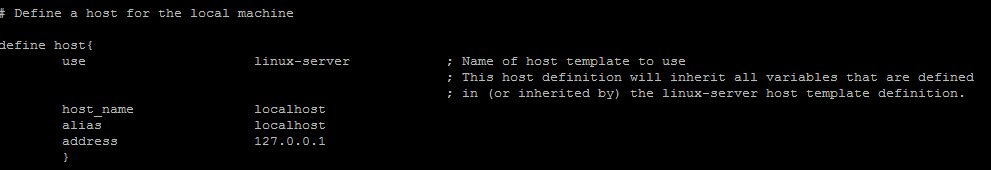 # Define a host for the local machine
define host{
use linux-server ; Name of host template to use
; This host definition will inherit all variables that are defined
; in (or inherited by) the linux-server host template definition.
host_name localhost
alias localhost
address 127.0.0.1
}